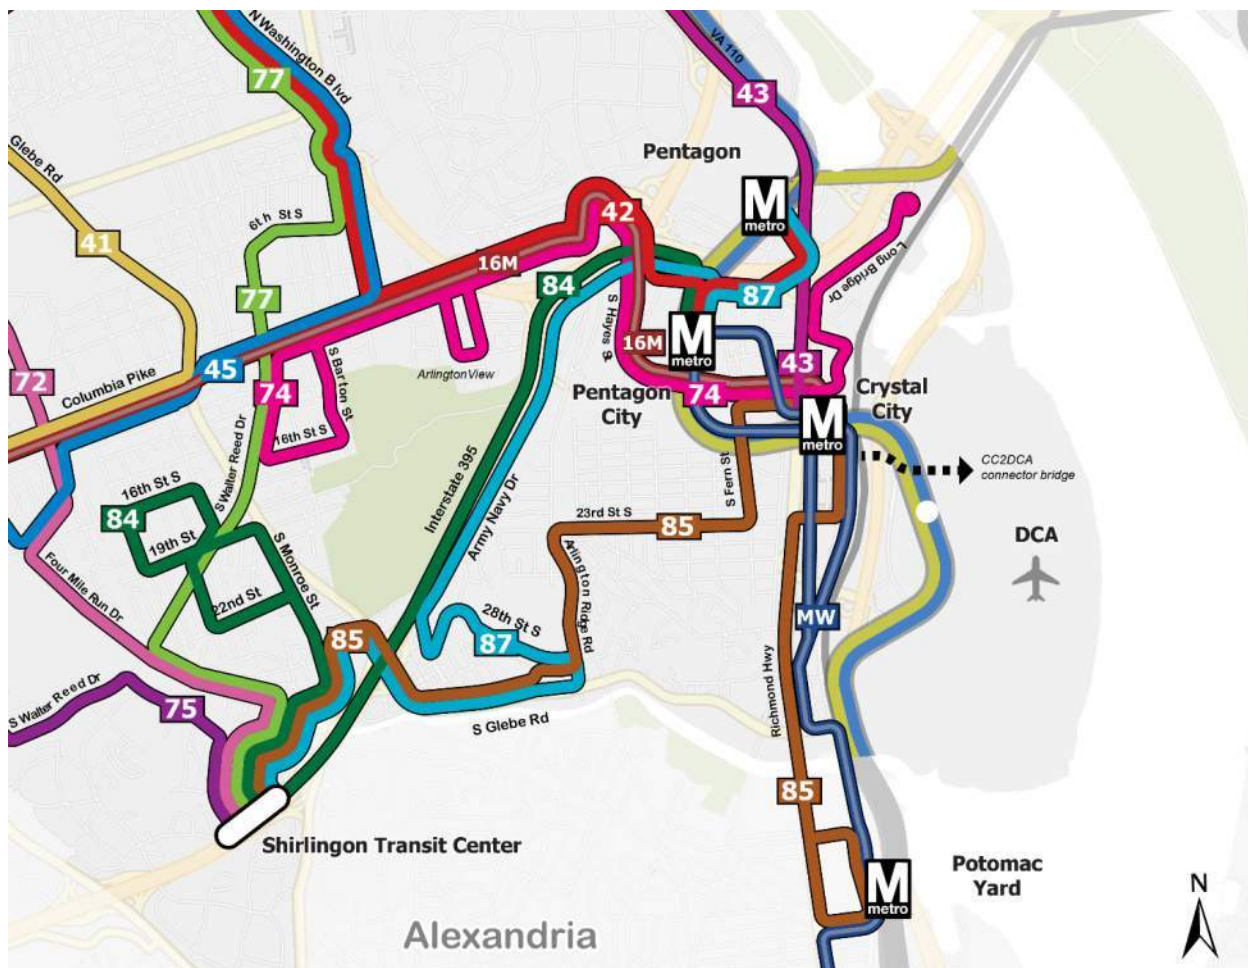 N Washington Blvd
VA 110
77
43
Glebe Rd
Pentagon
M
metro
6th St S
42
41
16M
Long Bridge Dr
84
87
77
S Hayes St
16M
M
metro
43
45
72
S Barton St
Arlington View
Columbia Pike
74
Pentagon
City
74
Crystal
City
M
metro
16th St S
S Walter Reed Dr
CC2DCA
connector bridge
Interstate 395
S Fern St
16th St S
84
Army Navy Dr
23rd St S
85
DCA
19th St
S Monroe St
Arlington Ridge Rd
Four Mile Run Dr
22nd St
28th St S
87
MW
85
S Walter Reed Dr
75
Richmond Hwy
S Glebe Rd
85
Shirlingon Transit Center
M
metro
Potomac
Yard
N
Alexandria